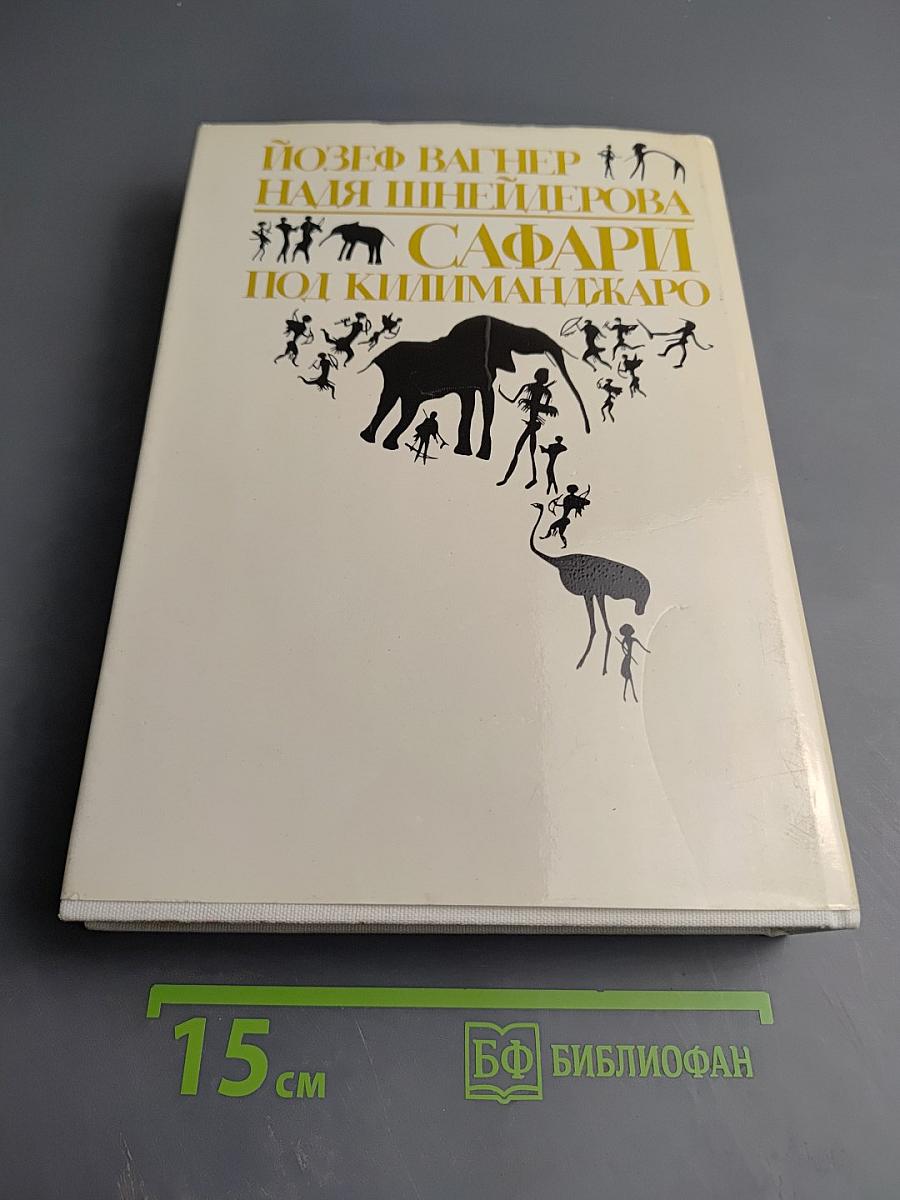 ЙОЗЕФ ВАГНЕР
НАДЯ ШНЕЙДЕРОВА
САФАРИ
ПОД КИЛИМАНДЖАРО
15 см
БФ БИБЛИОФАН